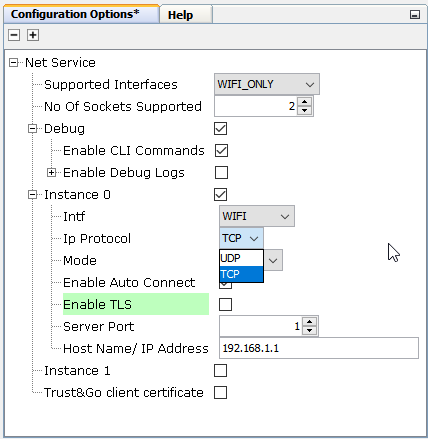 Configuration Options* Help
Net Service
Supported Interfaces WIFI_ONLY
No Of Sockets Supported 2
Debug
Enable CLI Commands
Enable Debug Logs
Instance 0
Intf WIFI
Ip Protocol TCP
Mode UDP
TCP
Enable Auto Connect
Enable TLS
Server Port 1
Host Name/ IP Address 192.168.1.1
Instance 1
Trust&Go client certificate